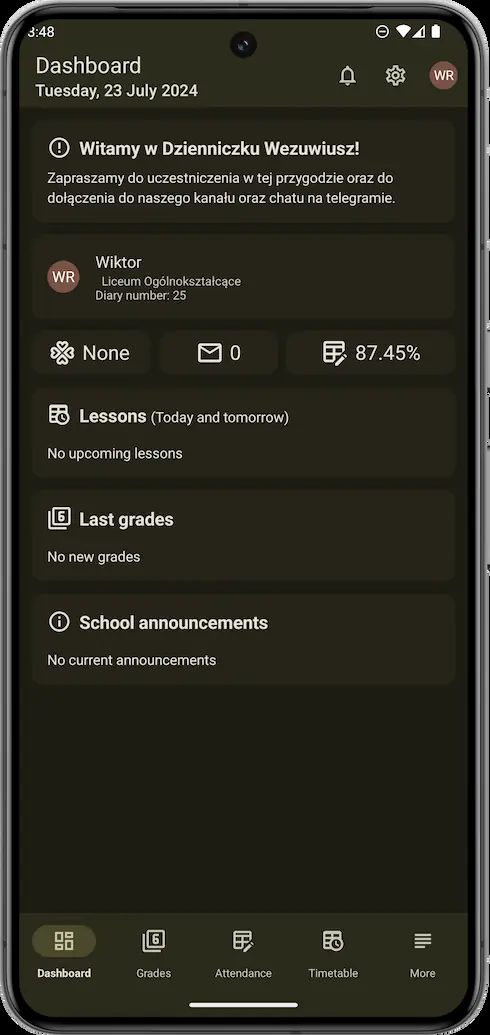 3:48
Dashboard
Tuesday, 23 July 2024
WR
Witamy w Dzienniczku Wezuwiusz!
Zapraszamy do uczestniczenia w tej przygodzie oraz do
dołączenia do naszego kanału oraz chatu na telegramie.
WR
Wiktor
Liceum Ogólnokształcące
Diary number: 25
None
0
87.45%
Lessons (Today and tomorrow)
No upcoming lessons
6
Last grades
No new grades
School announcements
No current announcements
6
Dashboard
Grades
Attendance
Timetable
More